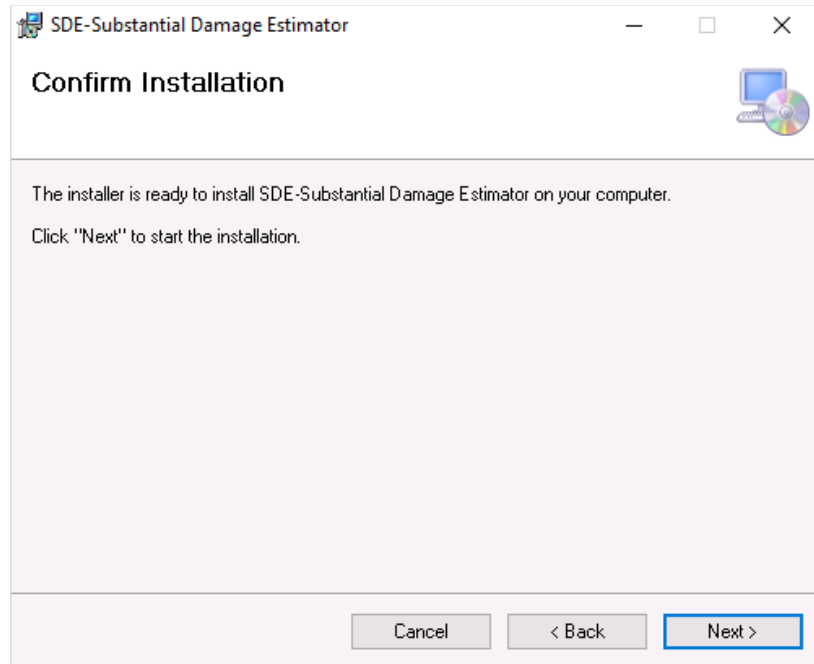 SDE-Substantial Damage Estimator
Confirm Installation
The installer is ready to install SDE-Substantial Damage Estimator on your computer.
Click "Next" to start the installation.
Cancel
< Back
Next >